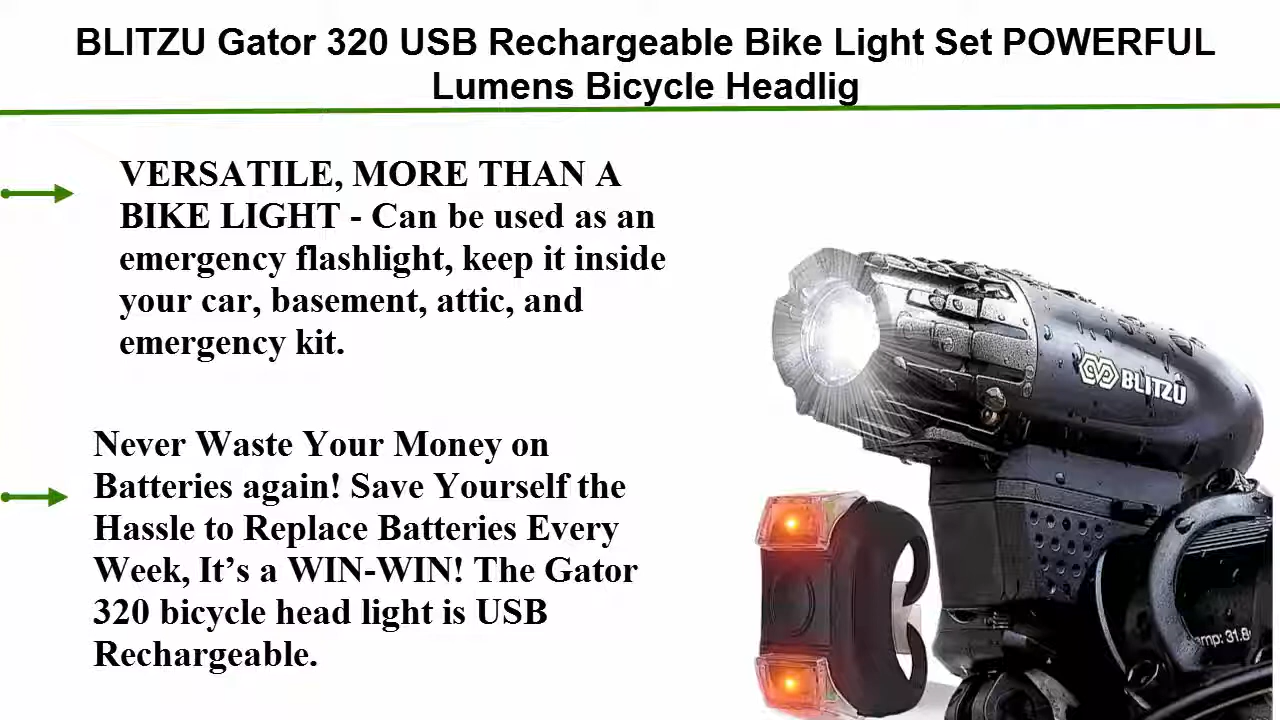 BLITZU Gator 320 USB Rechargeable Bike Light Set POWERFUL
Lumens Bicycle Headlig
VERSATILE, MORE THAN A
BIKE LIGHT - Can be used as an
emergency flashlight, keep it inside
your car, basement, attic, and
emergency kit.
Never Waste Your Money on
Batteries again! Save Yourself the
Hassle to Replace Batteries Every
Week, It’s a WIN-WIN! The Gator
320 bicycle head light is USB
Rechargeable.
BLITZU